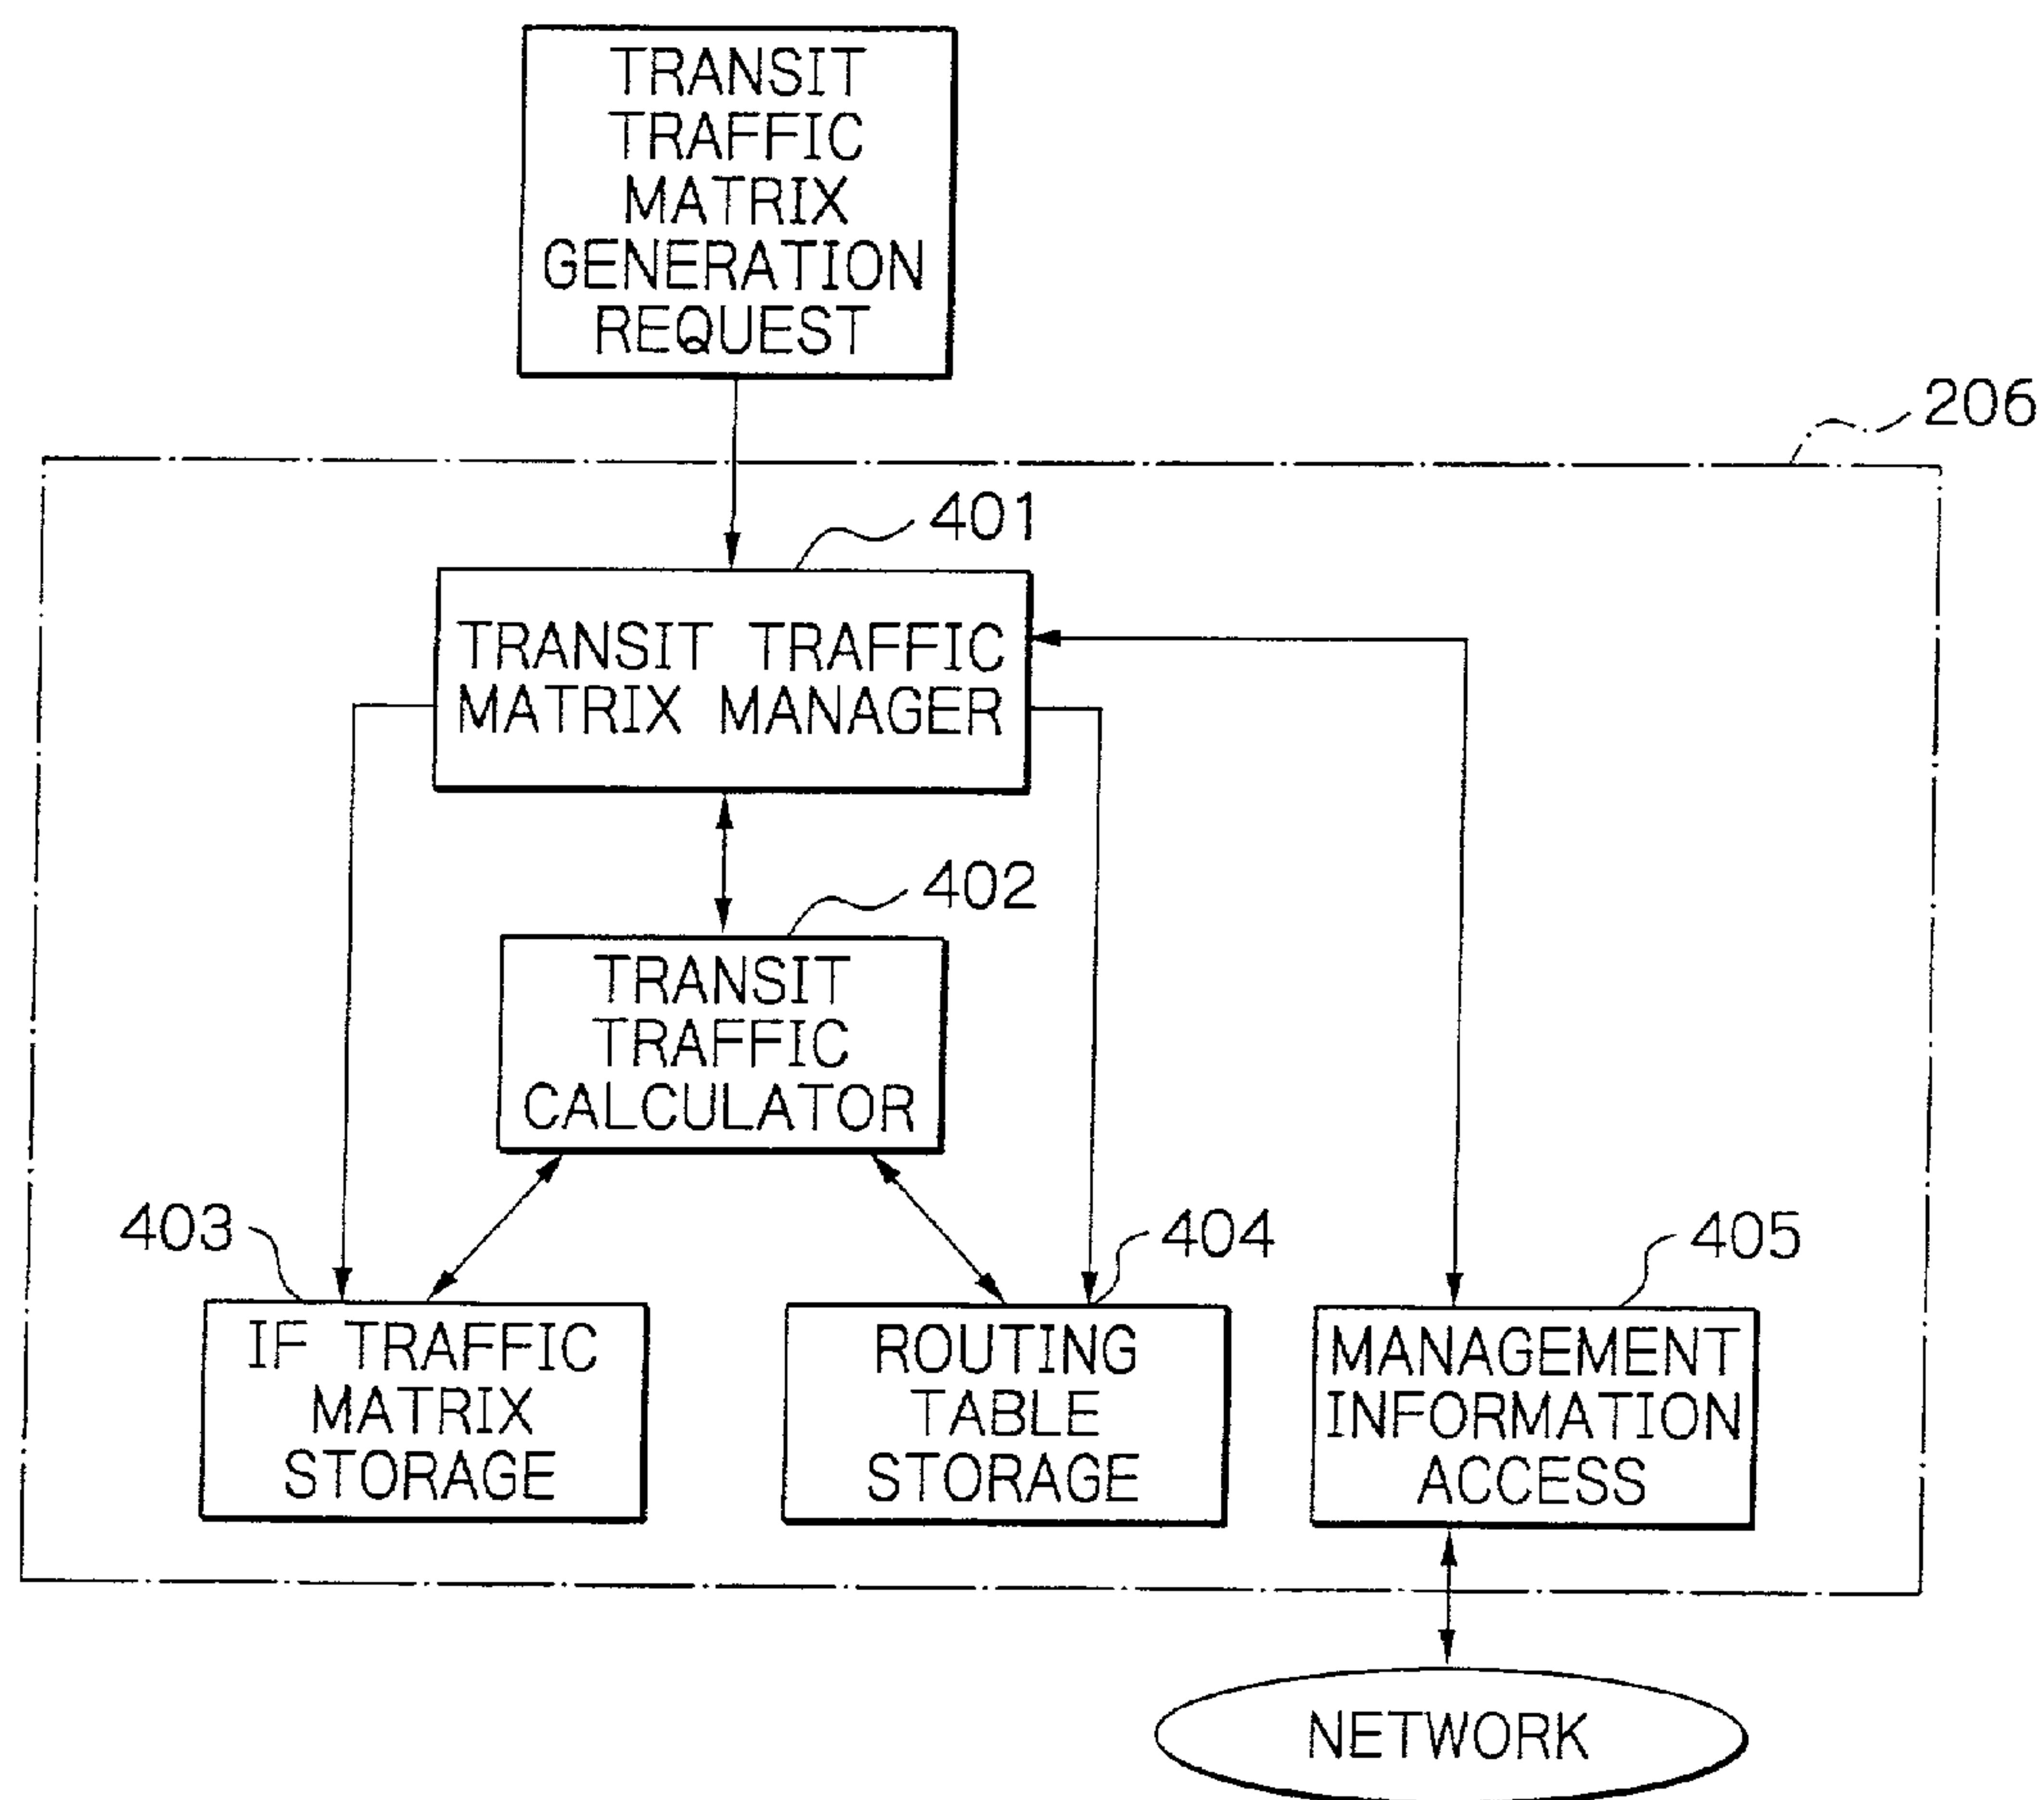 TRANSIT
TRAFFIC
MATRIX
GENERATION
REQUEST
206
401
TRANSIT TRAFFIC
MATRIX MANAGER
402
TRANSIT
TRAFFIC
CALCULATOR
403
404
405
IF TRAFFIC
MATRIX
STORAGE
ROUTING
TABLE
STORAGE
MANAGEMENT
INFORMATION
ACCESS
NETWORK